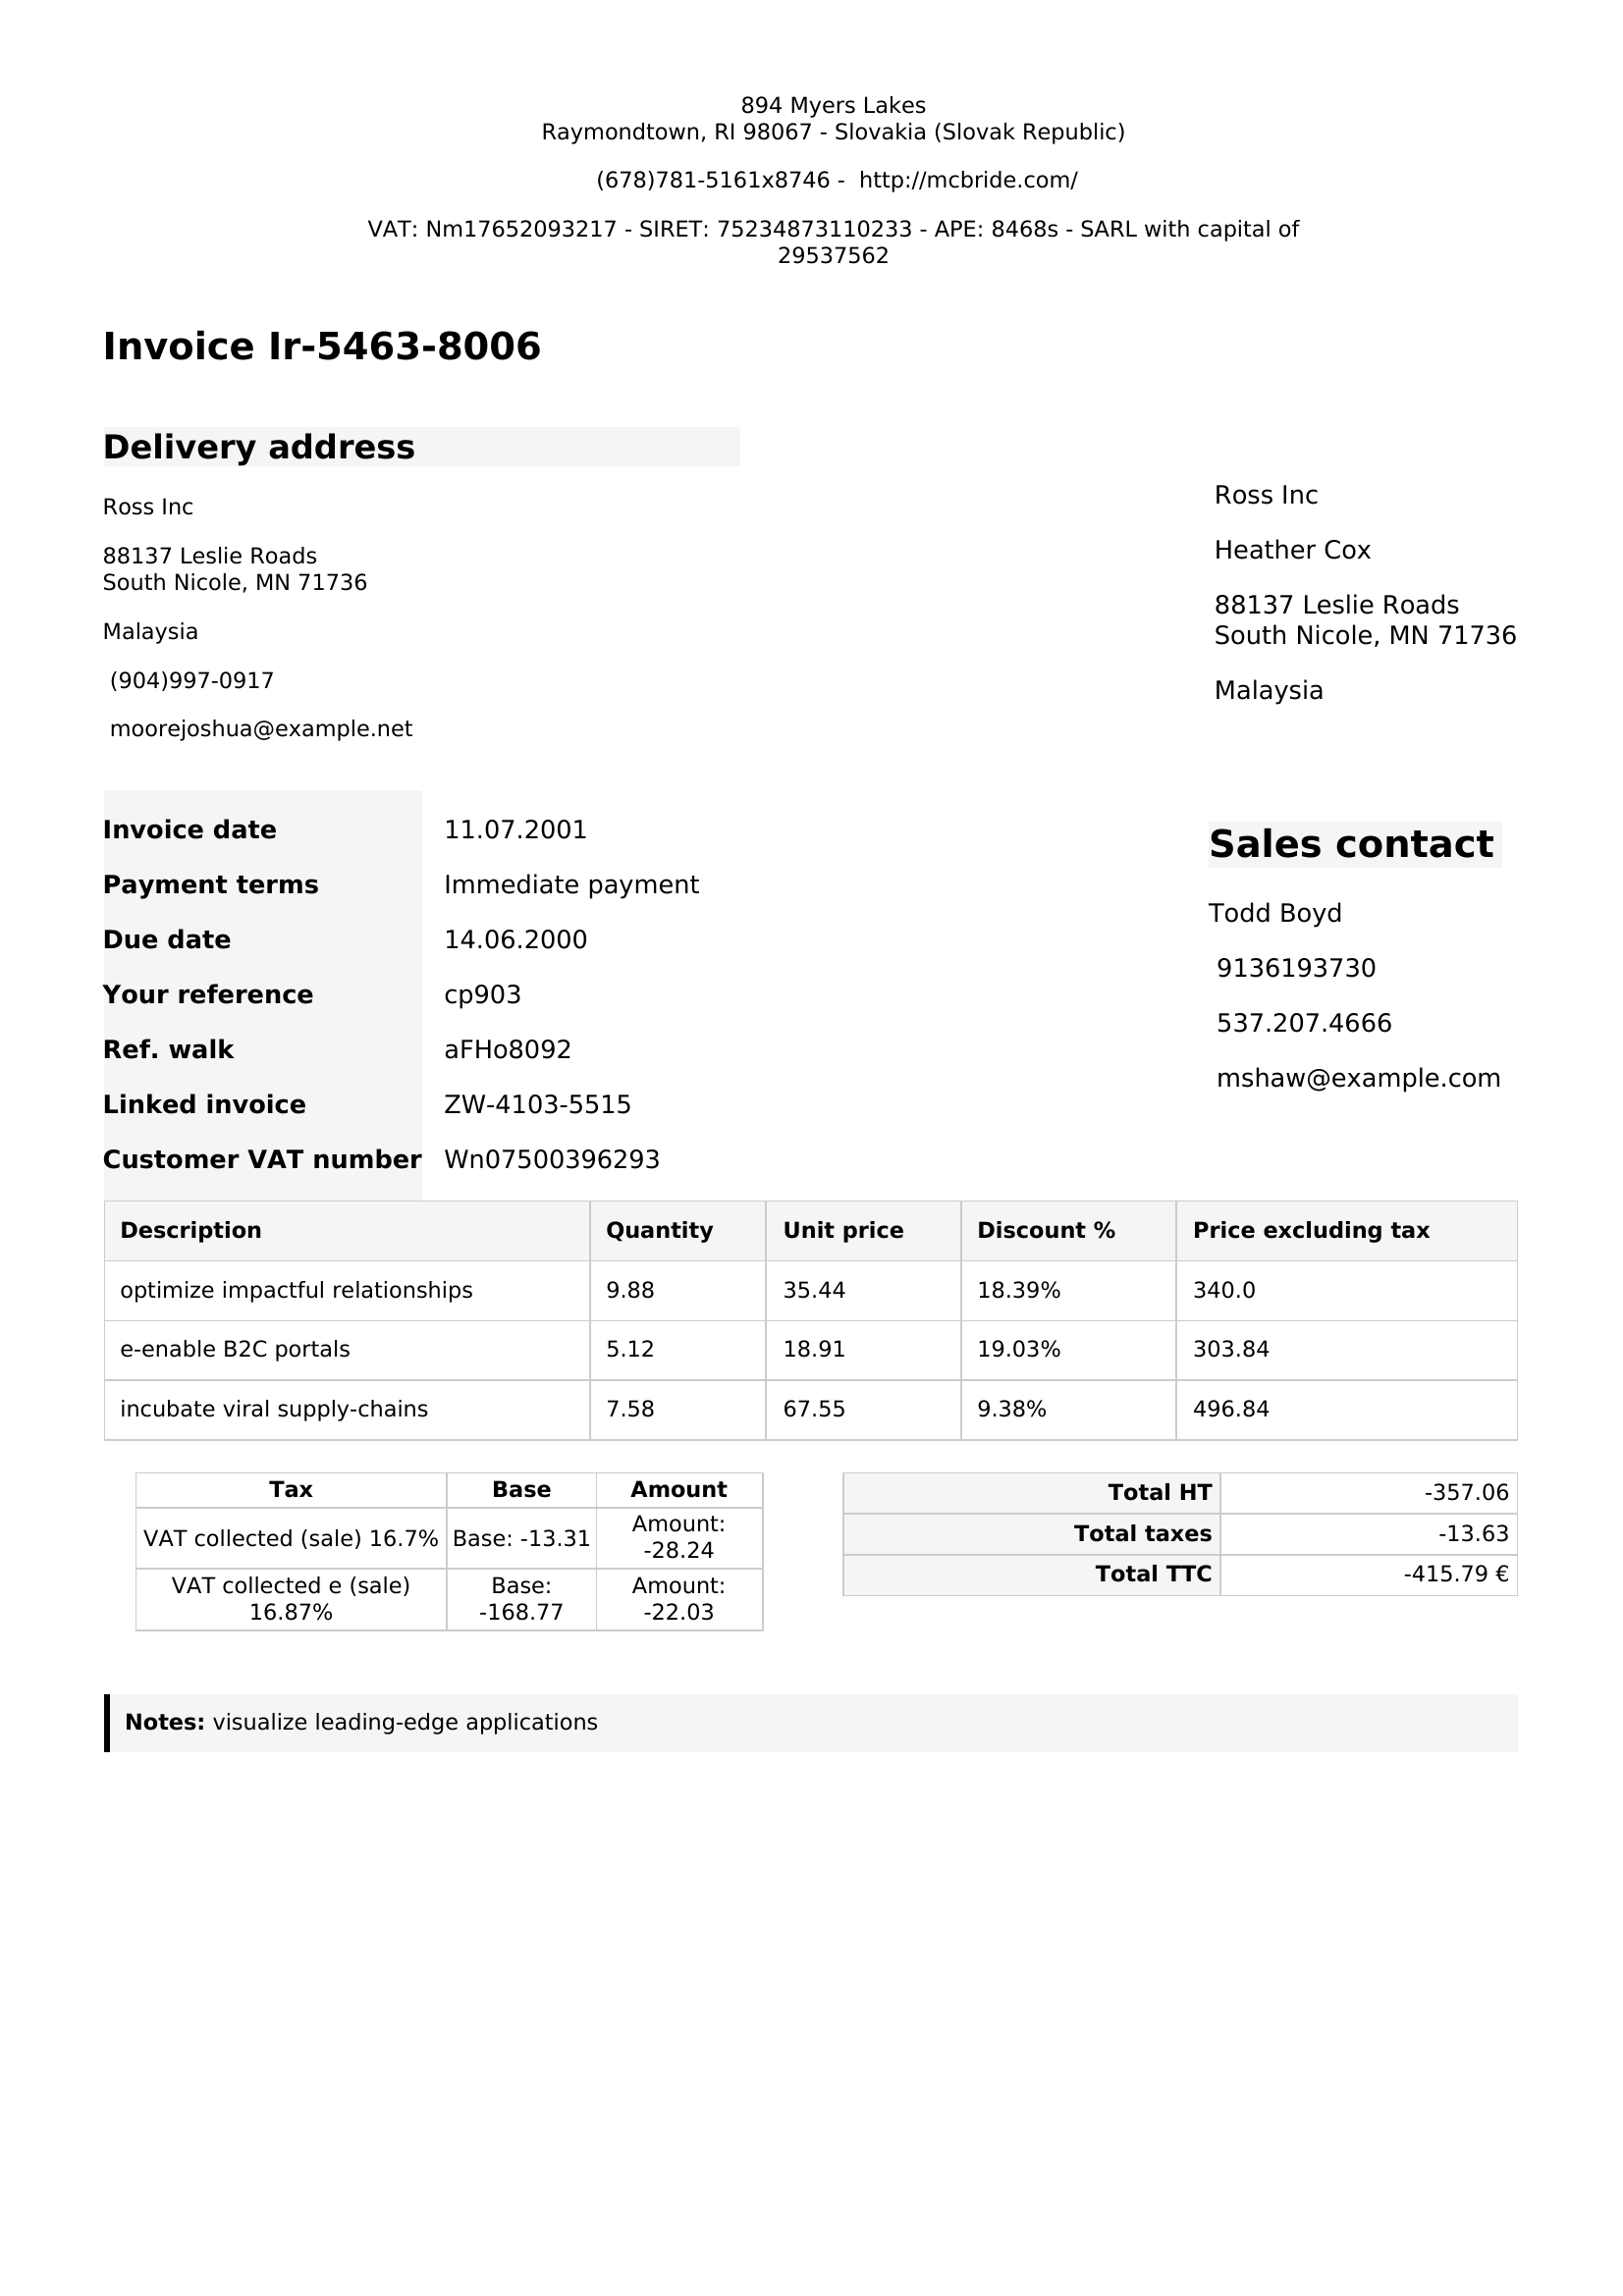 894 Myers Lakes
Raymondtown, RI 98067 - Slovakia (Slovak Republic)
(678)781-5161x8746 -  http://mcbride.com/
VAT: Nm17652093217 - SIRET: 75234873110233 - APE: 8468s - SARL with capital of
29537562
Invoice Ir-5463-8006
Delivery address
Ross Inc
88137 Leslie Roads
South Nicole, MN 71736
Malaysia
(904)997-0917
moorejoshua@example.net
Ross Inc
Heather Cox
88137 Leslie Roads
South Nicole, MN 71736
Malaysia
Invoice date 11.07.2001
Payment terms Immediate payment
Due date 14.06.2000
Your reference cp903
Ref. walk aFHo8092
Linked invoice ZW-4103-5515
Customer VAT number Wn07500396293
Sales contact
Todd Boyd
9136193730
537.207.4666
mshaw@example.com
Description Quantity Unit price Discount % Price excluding tax
optimize impactful relationships 9.88 35.44 18.39% 340.0
e-enable B2C portals 5.12 18.91 19.03% 303.84
incubate viral supply-chains 7.58 67.55 9.38% 496.84
Tax Base Amount
VAT collected (sale) 16.7% Base: -13.31 Amount:
-28.24
VAT collected e (sale) Base: Amount:
16.87% -168.77 -22.03
Total HT -357.06
Total taxes -13.63
Total TTC -415.79 €
Notes: visualize leading-edge applications